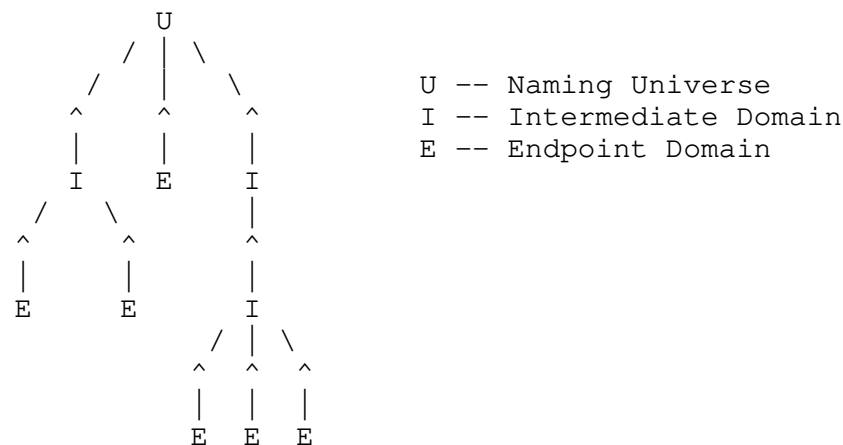 U
/ | \
/ | \ U -- Naming Universe
^ ^ ^ I -- Intermediate Domain
| | | E -- Endpoint Domain
I E I
/ \ |
^ ^ ^
| | |
E E I
/ | \
^ ^ ^
| | |
E E E